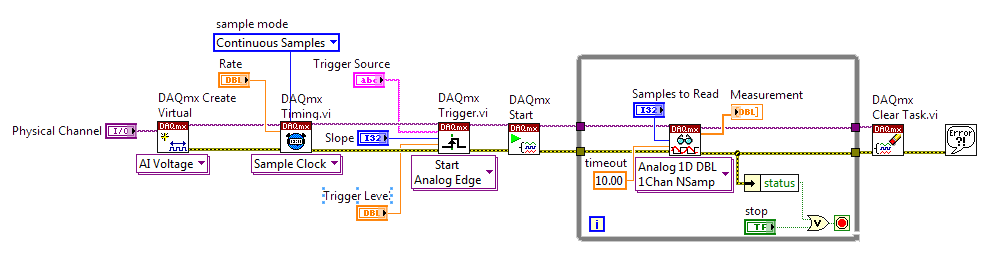 sample mode
Continuous Samples
Rate
DBL
Trigger Source
abc
DAQmx Create
Virtual
DAQmx
Timing.vi
DAQmx
Trigger.vi
DAQmx
Start
Samples to Read
I32
Measurement
DBL
DAQmx
Clear Task.vi
Physical Channel
I/O
DAQmx
DAQmx
DAQmx
DAQmx
DAQmx
DAQmx
Error
?!
Slope
I32
AI Voltage
Sample Clock
Start
Analog Edge
timeout
10.00
Analog 1D DBL
1Chan NSamp
status
Trigger Level
DBL
stop
TF
V
i